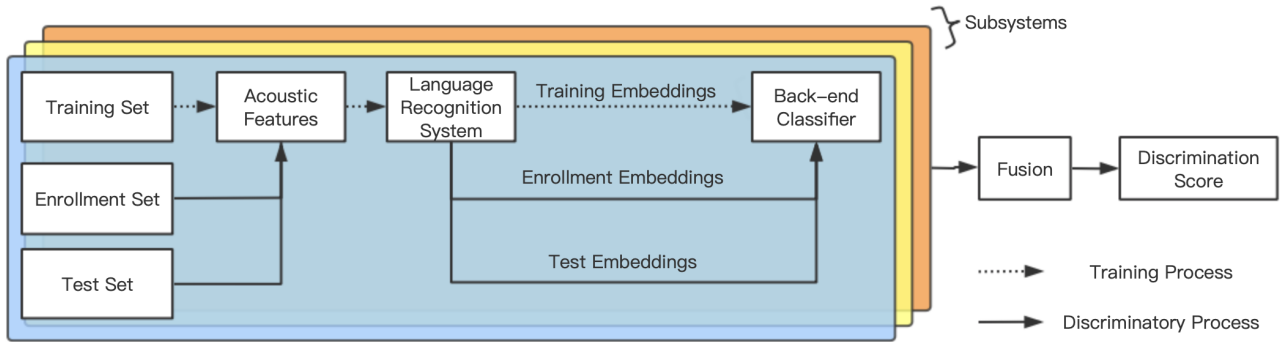 Subsystems
Training Set
Acoustic
Features
Language
Recognition
System
Training Embeddings
Back-end
Classifier
Enrollment Set
Enrollment Embeddings
Test Set
Test Embeddings
Fusion
Discrimination
Score
Training Process
Discriminatory Process